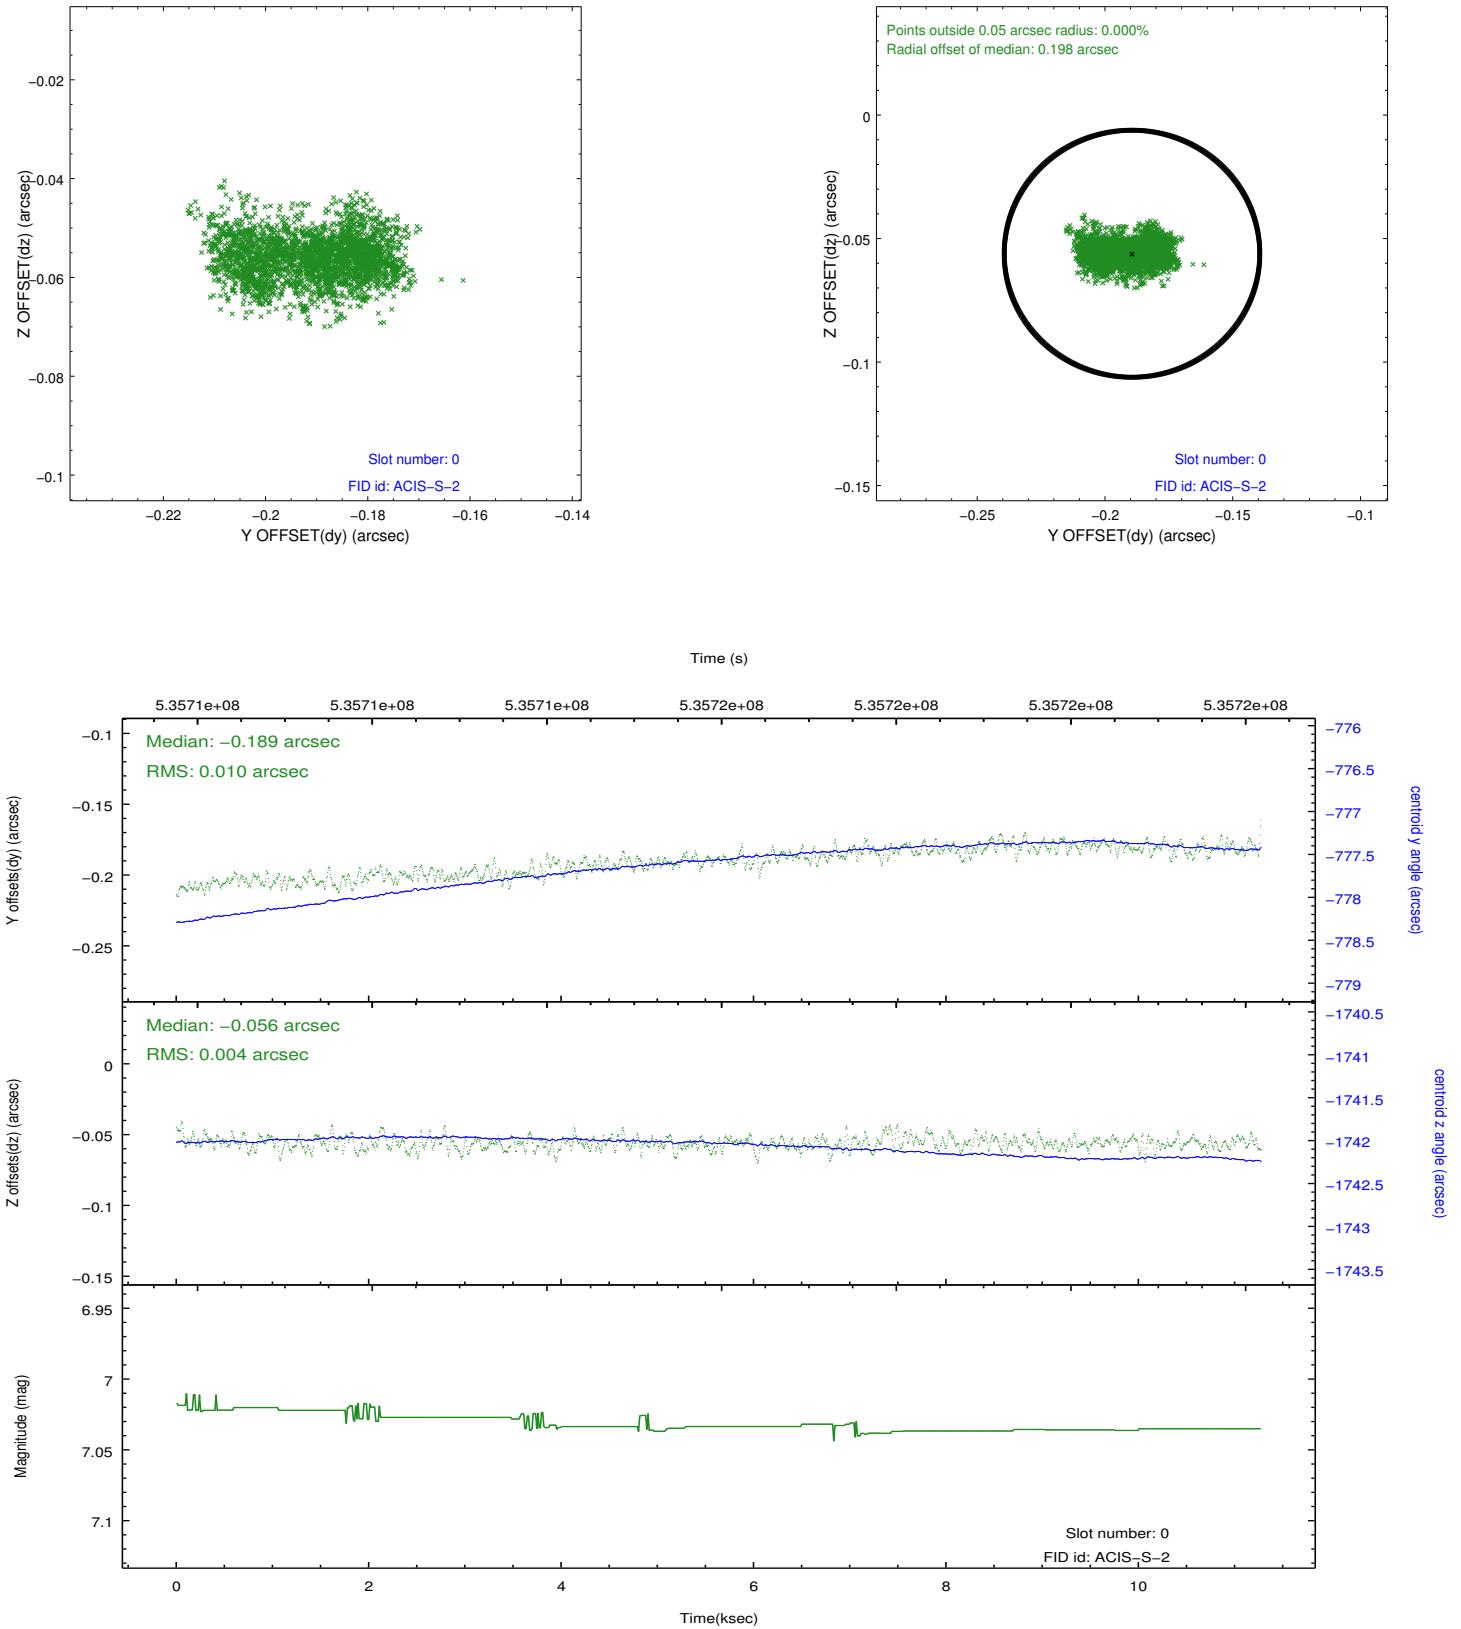 −0.02
−0.04
−0.06
−0.08
−0.1
Z OFFSET(dz) (arcsec)
Slot number: 0
FID id: ACIS−S−2
−0.22 −0.2 −0.18 −0.16 −0.14
Y OFFSET(dy) (arcsec)
Points outside 0.05 arcsec radius: 0.000%
Radial offset of median: 0.198 arcsec
0
−0.05
−0.1
−0.15
Z OFFSET(dz) (arcsec)
Slot number: 0
FID id: ACIS−S−2
−0.25 −0.2 −0.15 −0.1
Y OFFSET(dy) (arcsec)
Time (s)
5.3571e+08 5.3571e+08 5.3571e+08 5.3572e+08 5.3572e+08 5.3572e+08 5.3572e+08
Median: −0.189 arcsec
RMS: 0.010 arcsec
−0.1
−0.15
−0.2
−0.25
Y offsets(dy) (arcsec)
−776
−776.5
−777
−777.5
−778
−778.5
−779
centroid y angle (arcsec)
Median: −0.056 arcsec
RMS: 0.004 arcsec
0
−0.05
−0.1
−0.15
Z offsets(dz) (arcsec)
−1740.5
−1741
−1741.5
−1742
−1742.5
−1743
−1743.5
centroid z angle (arcsec)
6.95
7
7.05
7.1
Magnitude (mag)
Slot number: 0
FID id: ACIS−S−2
0 2 4 6 8 10
Time(ksec)